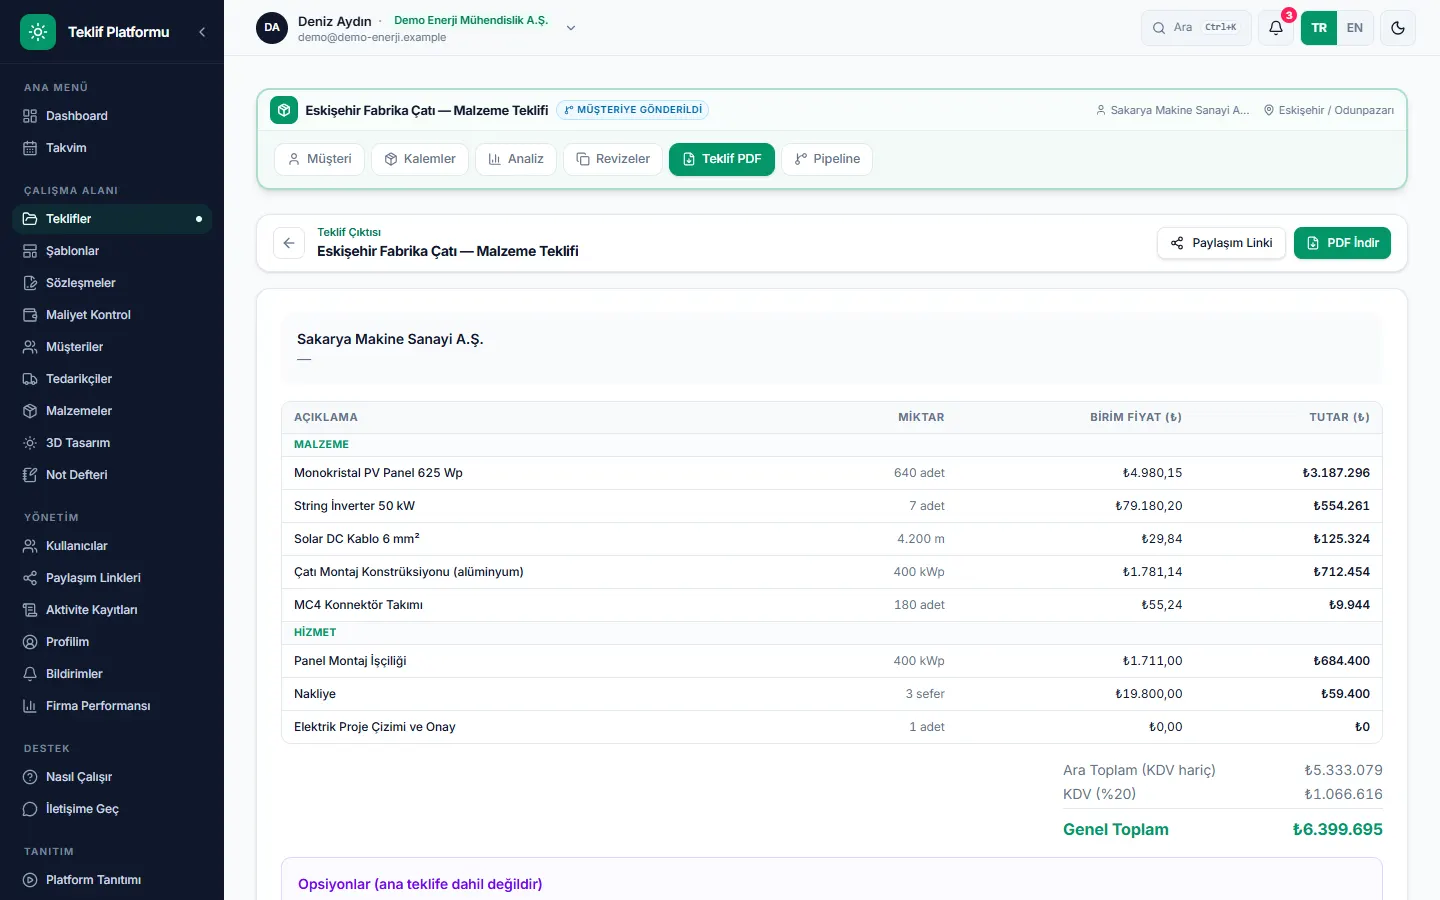 Teklif Platformu
ANA MENÜ
Dashboard
Takvim
ÇALIŞMA ALANI
Teklifler
Şablonlar
Sözleşmeler
Maliyet Kontrol
Müşteriler
Tedarikçiler
Malzemeler
3D Tasarım
Not Defteri
YÖNETİM
Kullanıcılar
Paylaşım Linkleri
Aktivite Kayıtları
Profilim
Bildirimler
Firma Performansı
DESTEK
Nasıl Çalışır
İletişime Geç
TANITIM
Platform Tanıtımı
DA
Deniz Aydın · Demo Enerji Mühendislik A.Ş.
demo@demo-enerji.example
Ara Ctrl+K
3
TR EN
Eskişehir Fabrika Çatı — Malzeme Teklifi MÜŞTERİYE GÖNDERİLDİ
Sakarya Makine Sanayi A... Eskişehir / Odunpazarı
Müşteri Kalemler Analiz Revizeler Teklif PDF Pipeline
Teklif Çıktısı
Eskişehir Fabrika Çatı — Malzeme Teklifi
Paylaşım Linki PDF İndir
Sakarya Makine Sanayi A.Ş.
—
AÇIKLAMA MİKTAR BİRİM FİYAT (₺) TUTAR (₺)
MALZEME
Monokristal PV Panel 625 Wp 640 adet ₺4.980,15 ₺3.187.296
String İnverter 50 kW 7 adet ₺79.180,20 ₺554.261
Solar DC Kablo 6 mm² 4.200 m ₺29,84 ₺125.324
Çatı Montaj Konstrüksiyonu (alüminyum) 400 kWp ₺1.781,14 ₺712.454
MC4 Konnektör Takımı 180 adet ₺55,24 ₺9.944
HİZMET
Panel Montaj İşçiliği 400 kWp ₺1.711,00 ₺684.400
Nakliye 3 sefer ₺19.800,00 ₺59.400
Elektrik Proje Çizimi ve Onay 1 adet ₺0,00 ₺0
Ara Toplam (KDV hariç) ₺5.333.079
KDV (%20) ₺1.066.616
Genel Toplam ₺6.399.695
Opsiyonlar (ana teklife dahil değildir)